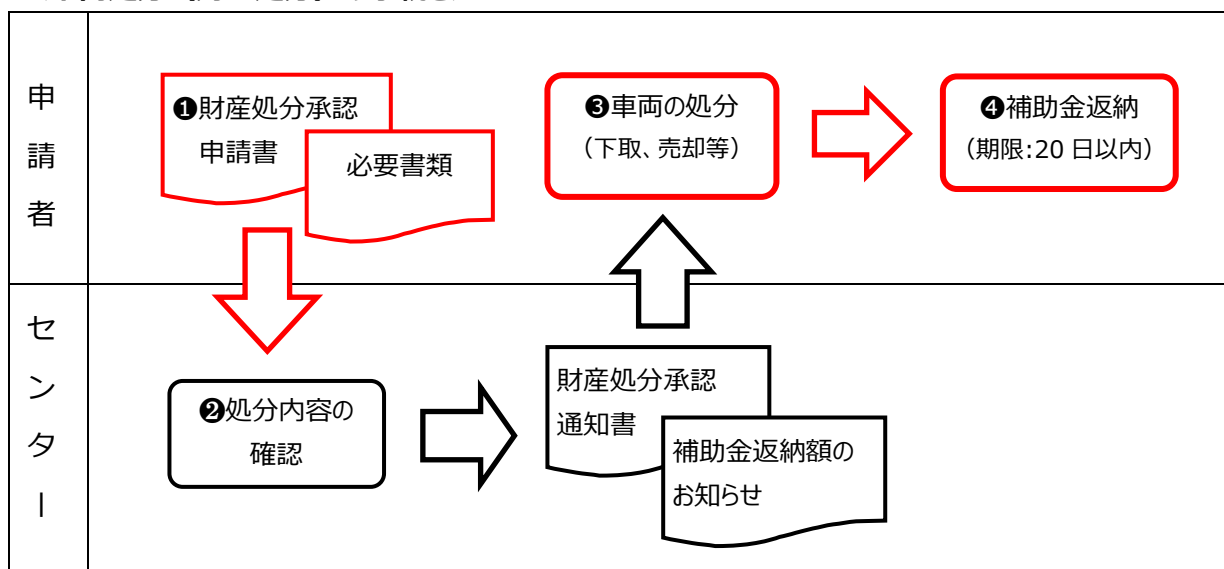 申請者
❶財産処分承認
申請書
必要書類
❸車両の処分
（下取、売却等）
❹補助金返納
（期限:20 日以内）
センター
❷処分内容の
確認
財産処分承認
通知書
補助金返納額の
お知らせ